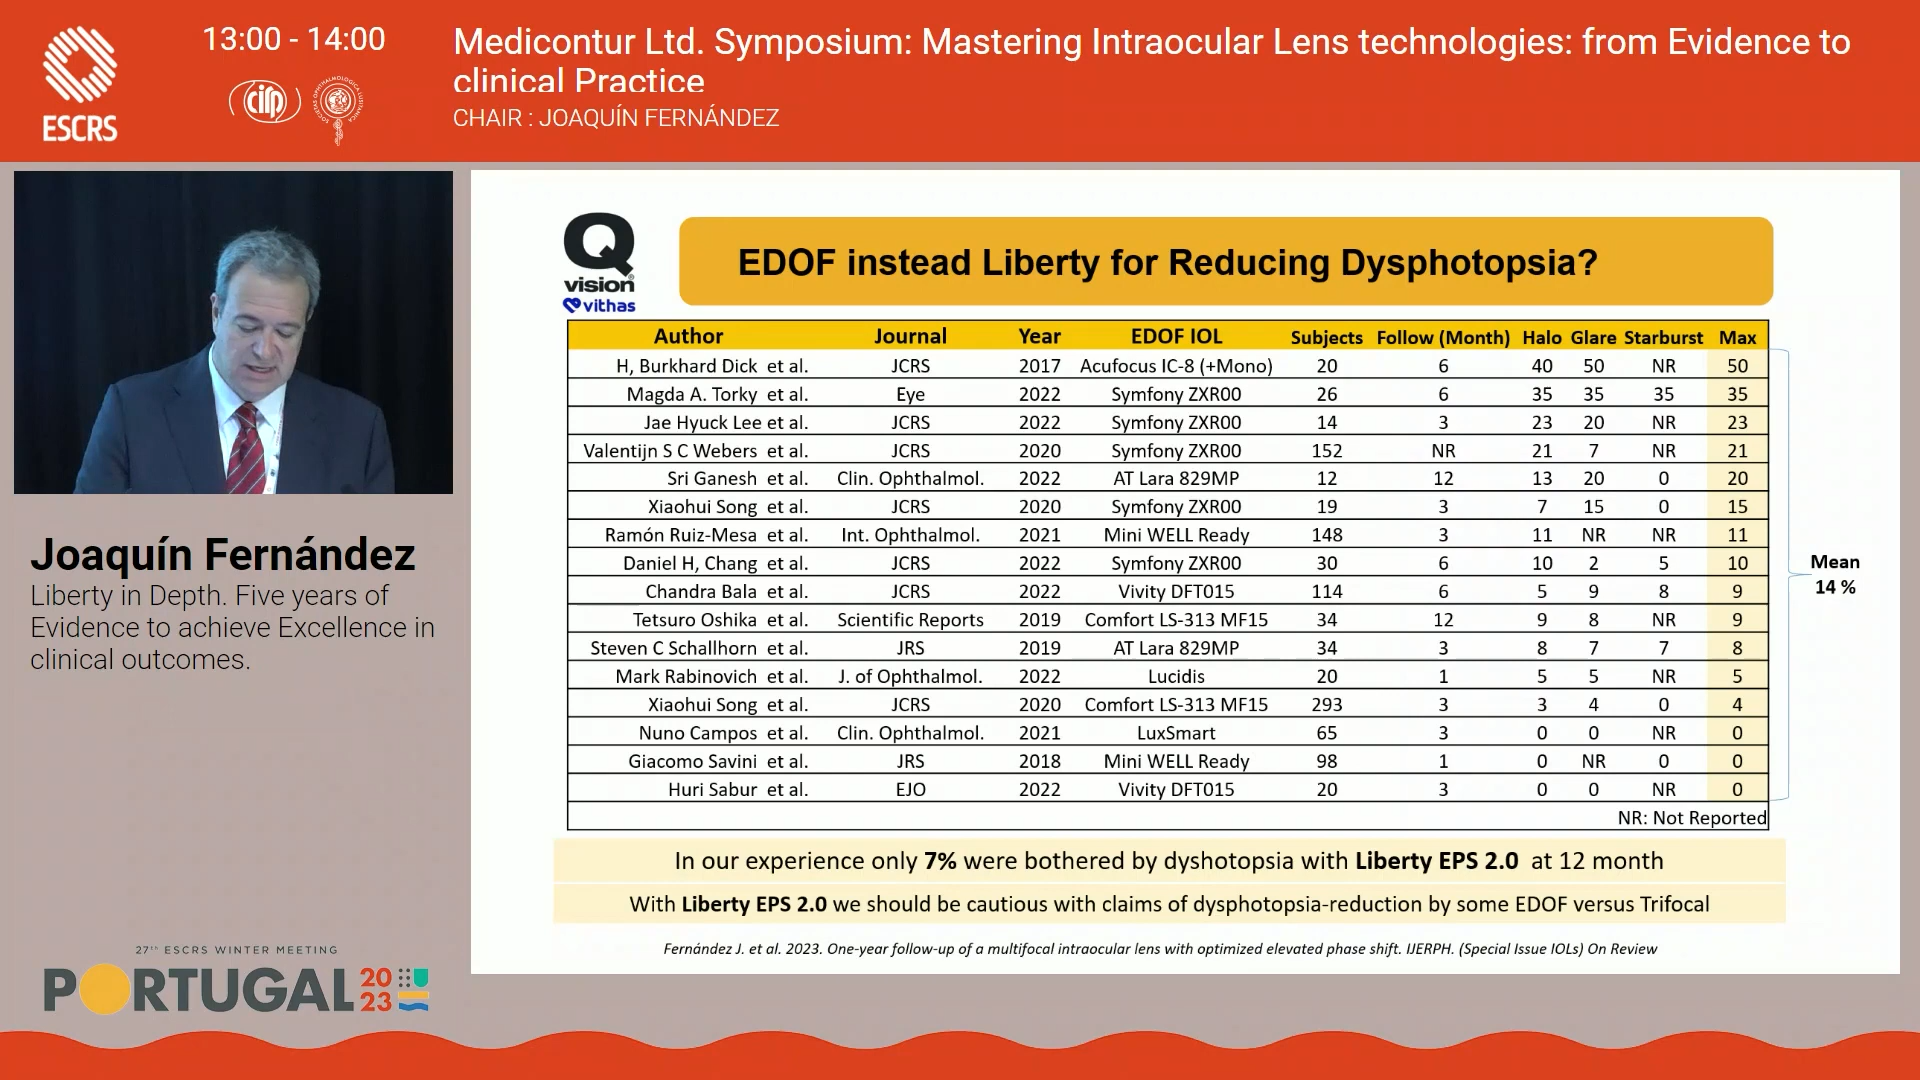 ESCRS
13:00 - 14:00
cirp
SOCIETAS OPHTHALMOLOGICA LUSITANICA
Medicontur Ltd. Symposium: Mastering Intraocular Lens technologies: from Evidence to
clinical Practice
CHAIR : JOAQUÍN FERNÁNDEZ
Joaquín Fernández
Liberty in Depth. Five years of
Evidence to achieve Excellence in
clinical outcomes.
27TH ESCRS WINTER MEETING
PORTUGAL 2023
Q
vision
vithas
EDOF instead Liberty for Reducing Dysphotopsia?
Author Journal Year EDOF IOL Subjects Follow (Month) Halo Glare Starburst Max
H, Burkhard Dick et al. JCRS 2017 Acufocus IC-8 (+Mono) 20 6 40 50 NR 50
Magda A. Torky et al. Eye 2022 Symfony ZXR00 26 6 35 35 35 35
Jae Hyuck Lee et al. JCRS 2022 Symfony ZXR00 14 3 23 20 NR 23
Valentijn S C Webers et al. JCRS 2020 Symfony ZXR00 152 NR 21 7 NR 21
Sri Ganesh et al. Clin. Ophthalmol. 2022 AT Lara 829MP 12 12 13 20 0 20
Xiaohui Song et al. JCRS 2020 Symfony ZXR00 19 3 7 15 0 15
Ramón Ruiz-Mesa et al. Int. Ophthalmol. 2021 Mini WELL Ready 148 3 11 NR NR 11
Daniel H, Chang et al. JCRS 2022 Symfony ZXR00 30 6 10 2 5 10
Chandra Bala et al. JCRS 2022 Vivity DFT015 114 6 5 9 8 9
Tetsuro Oshika et al. Scientific Reports 2019 Comfort LS-313 MF15 34 12 9 8 NR 9
Steven C Schallhorn et al. JRS 2019 AT Lara 829MP 34 3 8 7 7 8
Mark Rabinovich et al. J. of Ophthalmol. 2022 Lucidis 20 1 5 5 NR 5
Xiaohui Song et al. JCRS 2020 Comfort LS-313 MF15 293 3 3 4 0 4
Nuno Campos et al. Clin. Ophthalmol. 2021 LuxSmart 65 3 0 0 NR 0
Giacomo Savini et al. JRS 2018 Mini WELL Ready 98 1 0 NR 0 0
Huri Sabur et al. EJO 2022 Vivity DFT015 20 3 0 0 NR 0
NR: Not Reported
Mean
14 %
In our experience only 7% were bothered by dyshotopsia with Liberty EPS 2.0 at 12 month
With Liberty EPS 2.0 we should be cautious with claims of dysphotopsia-reduction by some EDOF versus Trifocal
Fernández J. et al. 2023. One-year follow-up of a multifocal intraocular lens with optimized elevated phase shift. IJERPH. (Special Issue IOLs) On Review